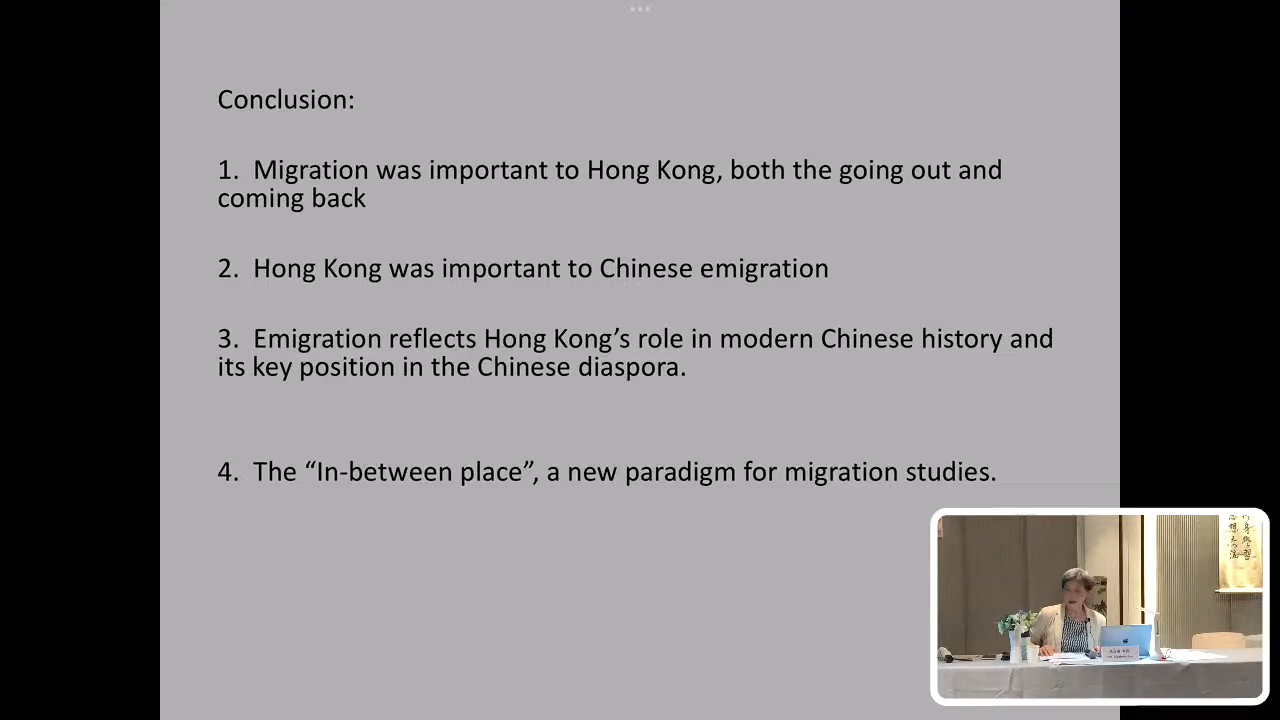 Conclusion:
1. Migration was important to Hong Kong, both the going out and
coming back
2. Hong Kong was important to Chinese emigration
3. Emigration reflects Hong Kong’s role in modern Chinese history and
its key position in the Chinese diaspora.
4. The “In-between place”, a new paradigm for migration studies.